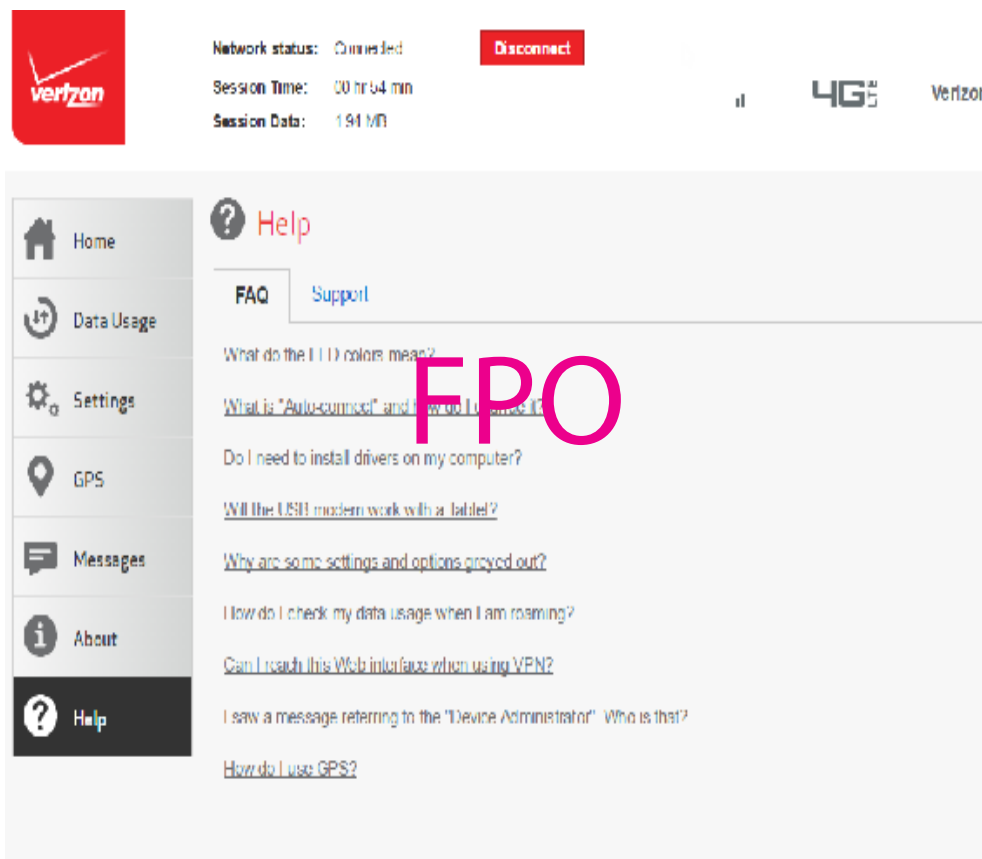 verizon
Network status: Connected
Disconnect
Session Time: 00 hr 54 min
Session Data: 1.94 MB
4G LTE
Verizon
Home
Data Usage
Settings
GPS
Messages
About
Help
Help
FAQ
Support
What do the LED colors mean?
What is "Auto-connect" and how do I it?
FPO
Do I need to install drivers on my computer?
Will the USB modem work with a Tablet?
Why are some settings and options greyed out?
How do I check my data usage when I am roaming?
Can I reach this Web interface when using VPN?
I saw a message referring to the "Device Administrator". Who is that?
How do I use GPS?